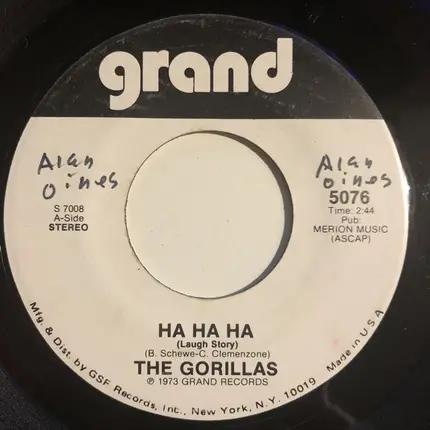 grand
Alan
oines
S 7008
A-Side
STEREO
Alan
oines
5076
Time: 2:44
Pub:
MERION MUSIC
(ASCAP)
HA HA HA
(Laugh Story)
(B. Schewe-C. Clemenzone)
THE GORILLAS
℗ 1973 GRAND RECORDS
Mfg. & Dist. by GSF Records, Inc., New York, N.Y. 10019 Made in U.S.A